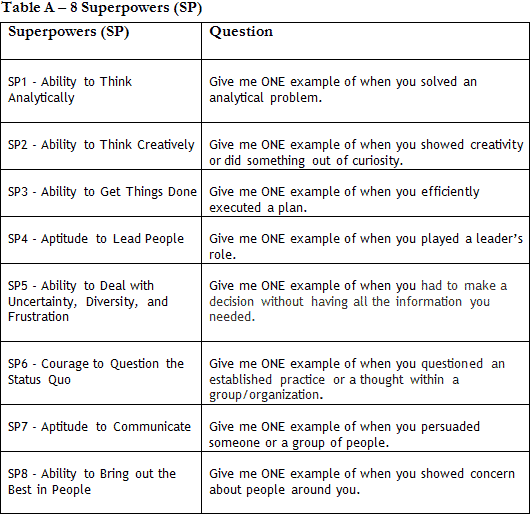 Table A – 8 Superpowers (SP)
Superpowers (SP)
Question
SP1 - Ability to Think
Analytically
Give me ONE example of when you solved an
analytical problem.
SP2 - Ability to Think Creatively
Give me ONE example of when you showed creativity
or did something out of curiosity.
SP3 - Ability to Get Things Done
Give me ONE example of when you efficiently
executed a plan.
SP4 - Aptitude to Lead People
Give me ONE example of when you played a leader’s
role.
SP5 - Ability to Deal with
Uncertainty, Diversity, and
Frustration
Give me ONE example of when you had to make a
decision without having all the information you
needed.
SP6 - Courage to Question the
Status Quo
Give me ONE example of when you questioned an
established practice or a thought within a
group/organization.
SP7 - Aptitude to Communicate
Give me ONE example of when you persuaded
someone or a group of people.
SP8 - Ability to Bring out the
Best in People
Give me ONE example of when you showed concern
about people around you.